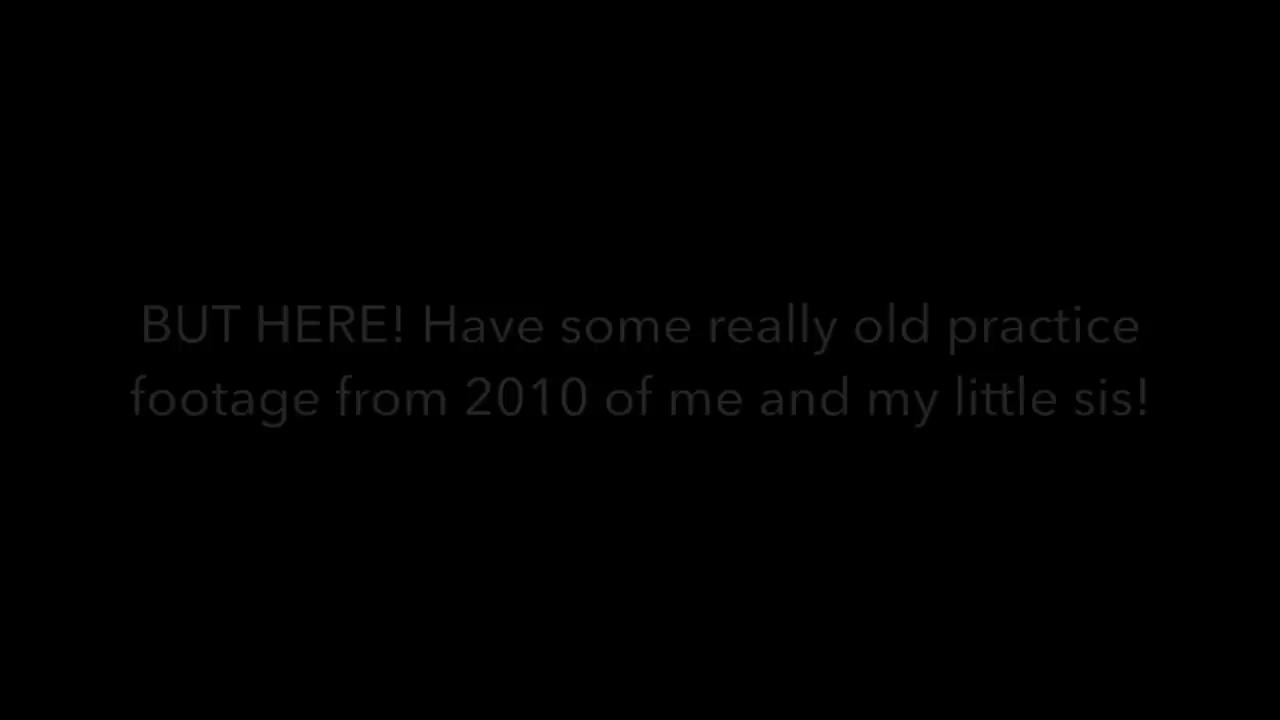 BUT HERE! Have some really old practice
footage from 2010 of me and my little sis!